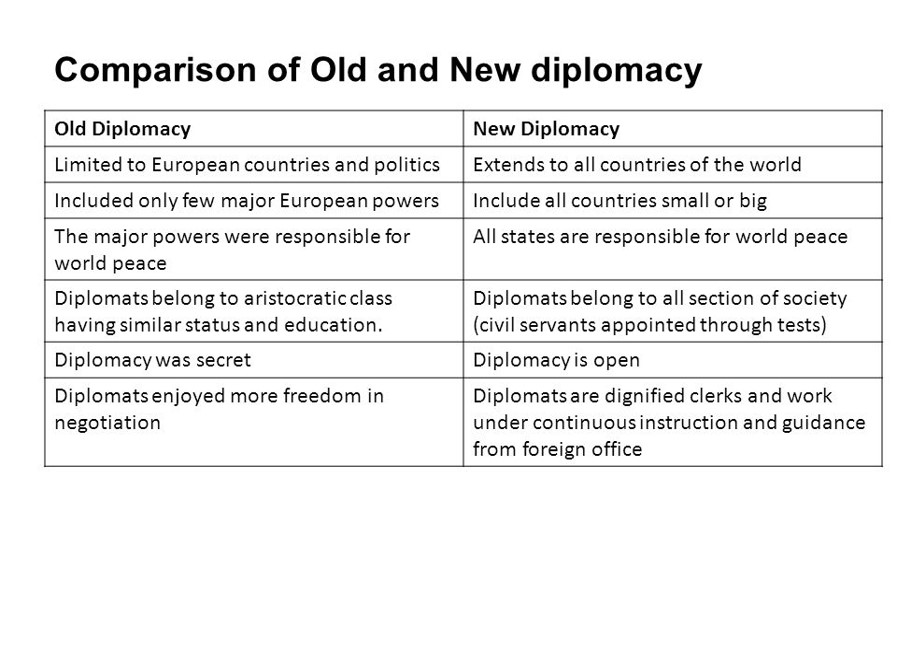 Comparison of Old and New diplomacy
Old Diplomacy
New Diplomacy
Limited to European countries and politics
Extends to all countries of the world
Included only few major European powers
Include all countries small or big
The major powers were responsible for
world peace
All states are responsible for world peace
Diplomats belong to aristocratic class
having similar status and education.
Diplomats belong to all section of society
(civil servants appointed through tests)
Diplomacy was secret
Diplomacy is open
Diplomats enjoyed more freedom in
negotiation
Diplomats are dignified clerks and work
under continuous instruction and guidance
from foreign office